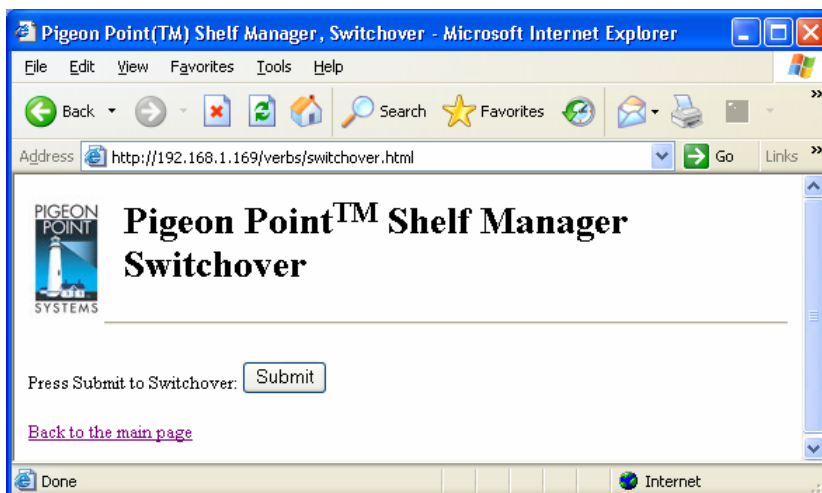 Pigeon Point(TM) Shelf Manager, Switchover - Microsoft Internet Explorer
File Edit View Favorites Tools Help
Back Search Favorites »
Address http://192.168.1.169/verbs/switchover.html Go Links »
PIGEON
POINT
SYSTEMS
Pigeon Point™ Shelf Manager
Switchover
Press Submit to Switchover: Submit
Back to the main page
Done Internet